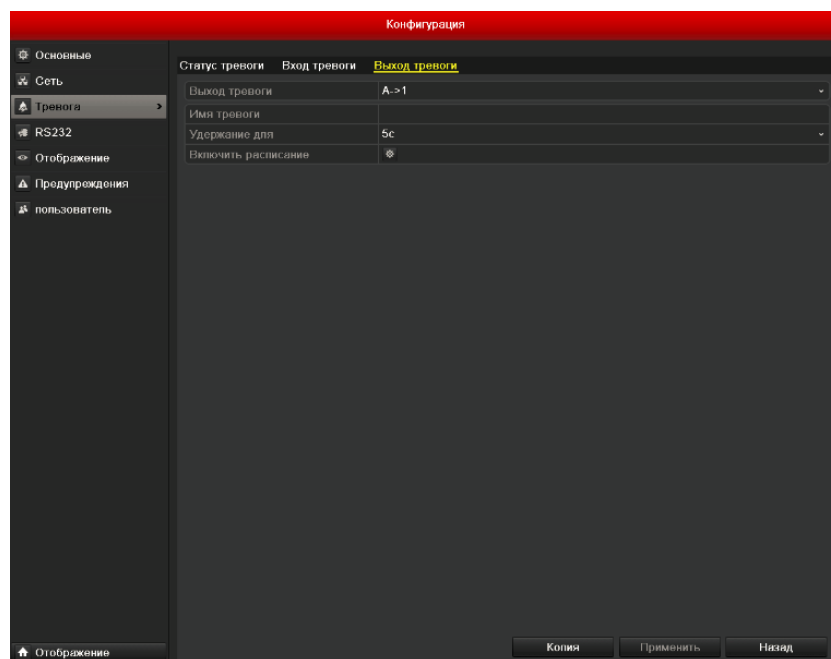 Конфигурация
Основные
Сеть
Тревога
RS232
Отображение
Предупреждения
пользователь
Отображение
Статус тревоги Вход тревоги Выход тревоги
Выход тревоги A->1
Имя тревоги
Удержание для 5с
Включить расписание
Копия Применить Назад